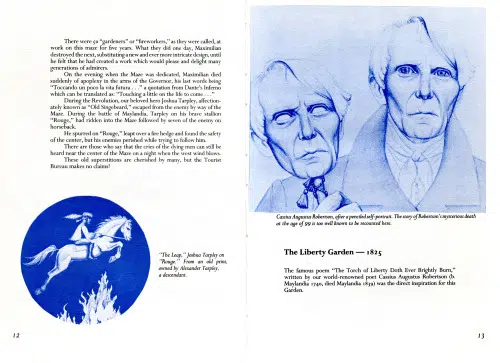 There were 50 "gardeners" or "fireworkers," as they were called, at
work on this maze for five years. What they did one day, Maximilian
destroyed the next, substituting a new and ever more intricate design, until
he felt that he had created a work which would please and delight many
generations of admirers.
On the evening when the Maze was dedicated, Maximilian died
suddenly of apoplexy in the arms of the Governor, his last words being
"Toccando un poco la vita futura . . ." a quotation from Dante's Inferno
which can be translated as: "Touching a little on the life to come . . ."
During the Revolution, our beloved hero Joshua Tarpley, affection-
ately known as "Old Singebeard," escaped from the enemy by way of the
Maze. During the battle of Maylandia, Tarpley on his brave stallion
"Rouge," had ridden into the Maze followed by seven of the enemy on
horseback.
He spurred on "Rouge," leapt over a fire hedge and found the safety
of the center, but his enemies perished while trying to follow him.
There are those who say that the cries of the dying men can still be
heard near the center of the Maze on a night when the west wind blows.
These old superstitions are cherished by many, but the Tourist
Bureau makes no claims!
"The Leap," Joshua Tarpley on
"Rouge." From an old print,
owned by Alexander Tarpley,
a descendant.
12
Cassius Augustus Robertson, after a penciled self-portrait. The story of Robertson's mysterious death
at the age of 99 is too well known to be recounted here.
The Liberty Garden — 1825
The famous poem "The Torch of Liberty Doth Ever Brightly Burn,"
written by our world-renowned poet Cassius Augustus Robertson (b.
Maylandia 1740, died Maylandia 1839) was the direct inspiration for this
Garden.
13